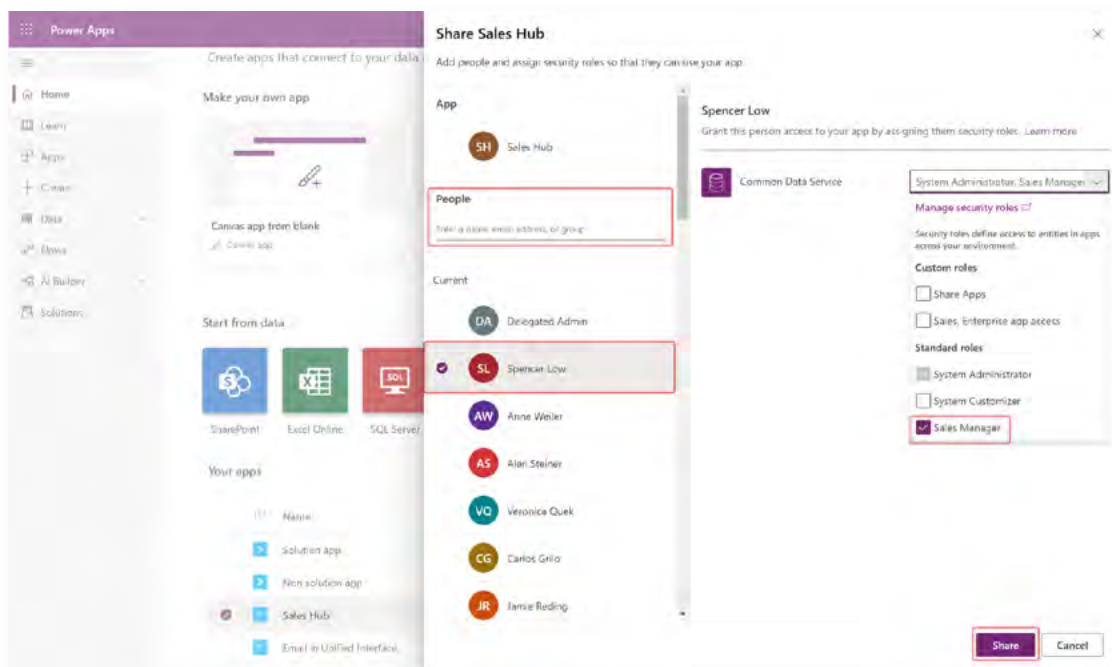 Power Apps
Home
Learn
Apps
Create
Data
Flows
AI Builder
Solutions
Create apps that connect to your data
Make your own app
Canvas app from blank
Canvas app
Start from data
SharePoint
Excel Online
SQL Server
SQL
Your apps
Name
Solution app
Non solution app
Sales Hub
Email in Unified Interface
Share Sales Hub
Add people and assign security roles so that they can use your app.
App
SH
Sales Hub
People
Enter a name, email address, or group
Current
DA
Delegated Admin
SL
Spencer Low
AW
Anne Weiler
AS
Alan Steiner
VQ
Veronica Quek
CG
Carlos Grilo
JR
Jamie Reding
Spencer Low
Grant this person access to your app by assigning them security roles. Learn more
Common Data Service
System Administrator, Sales Manager
Manage security roles
Security roles define access to entities in apps
across your environment.
Custom roles
Share Apps
Sales, Enterprise app access
Standard roles
System Administrator
System Customizer
Sales Manager
Share
Cancel